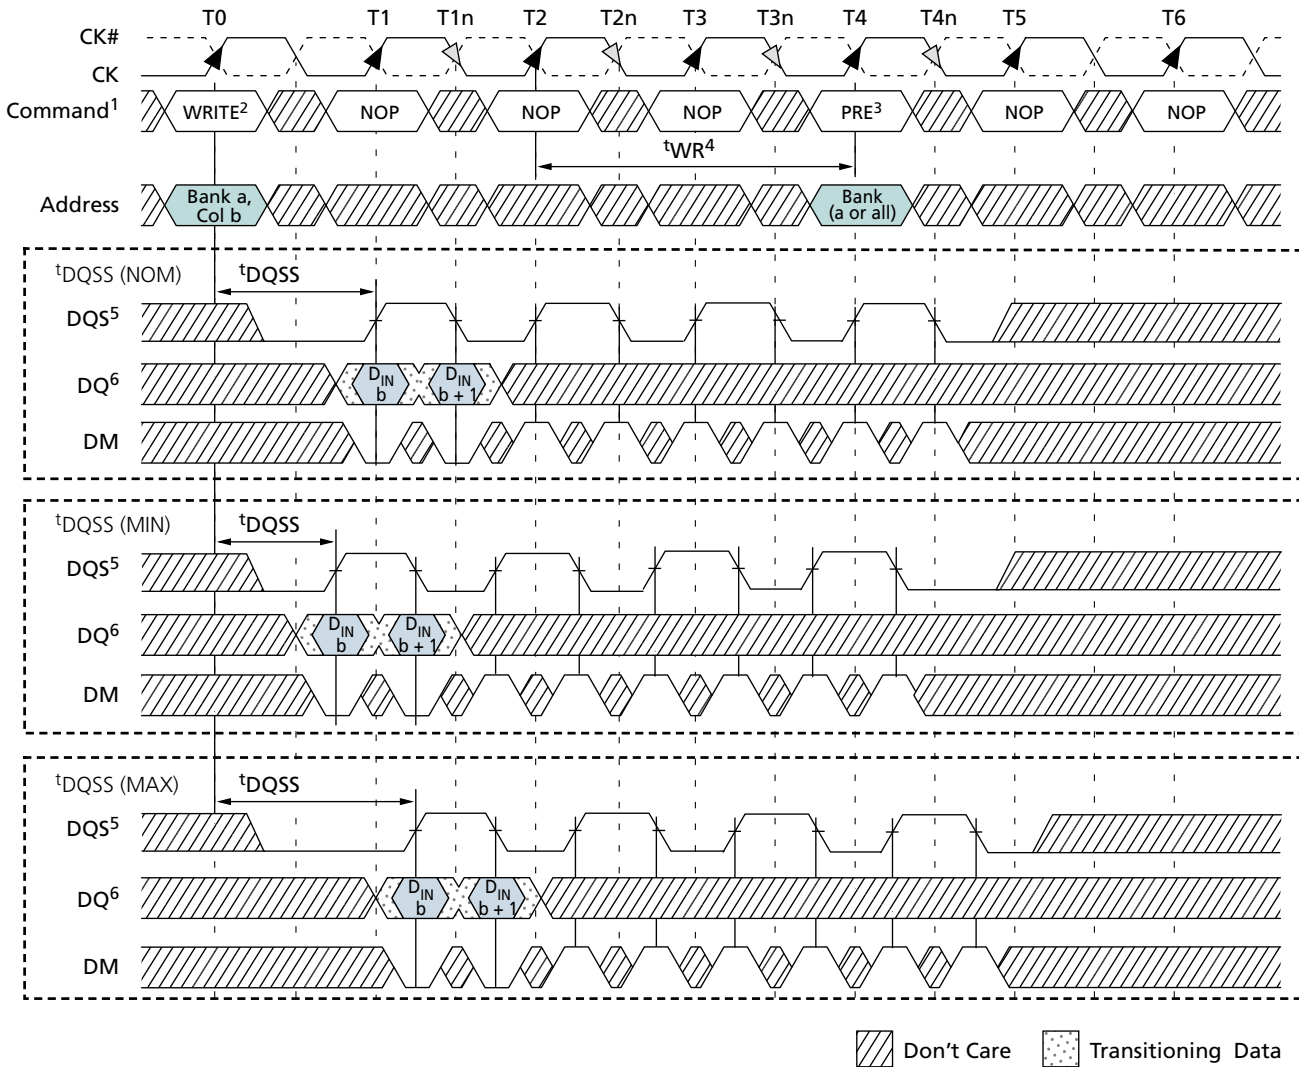 T0 T1 T1n T2 T2n T3 T3n T4 T4n T5 T6
CK#
CK
Command1 WRITE2 NOP NOP NOP PRE3 NOP NOP
tWR4
Address Bank a, Col b Bank (a or all)
tDQSS (NOM) tDQSS
DQS5
DQ6 DIN b DIN b + 1
DM
tDQSS (MIN) tDQSS
DQS5
DQ6 DIN b DIN b + 1
DM
tDQSS (MAX) tDQSS
DQS5
DQ6 DIN b DIN b + 1
DM
Don't Care Transitioning Data